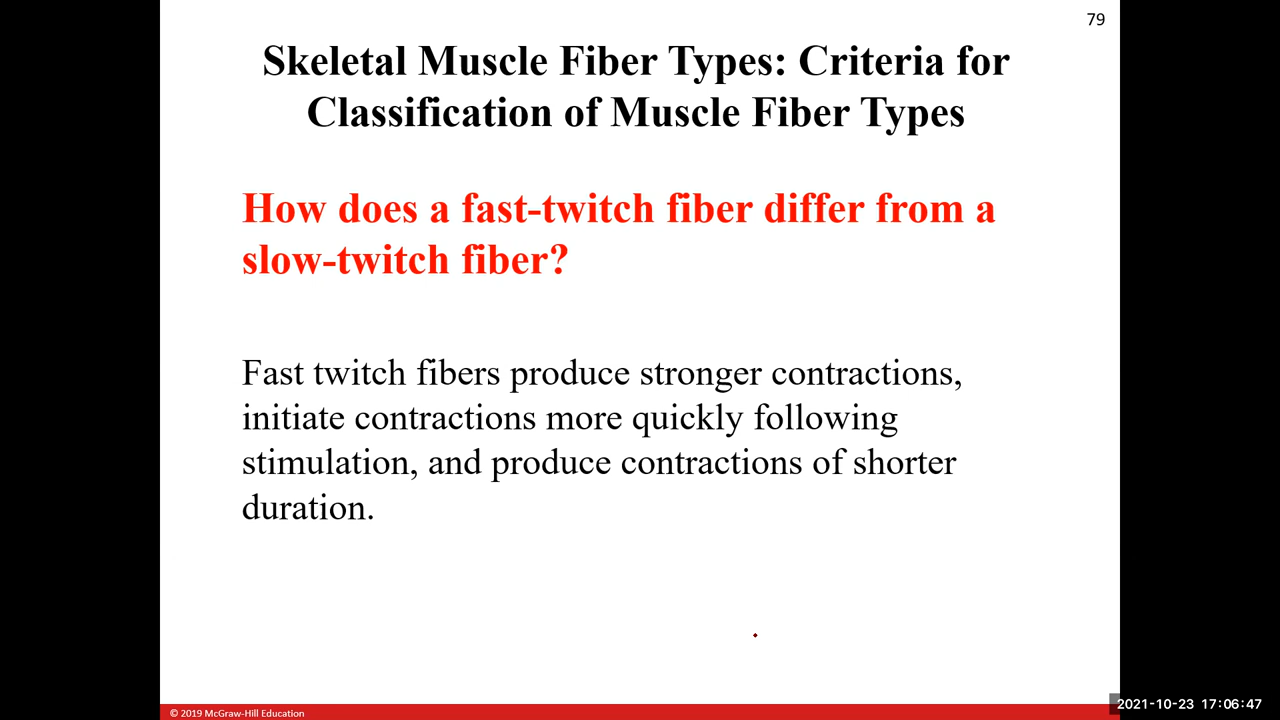 79
Skeletal Muscle Fiber Types: Criteria for
Classification of Muscle Fiber Types
How does a fast-twitch fiber differ from a
slow-twitch fiber?
Fast twitch fibers produce stronger contractions,
initiate contractions more quickly following
stimulation, and produce contractions of shorter
duration.
© 2019 McGraw-Hill Education
2021-10-23 17:06:47